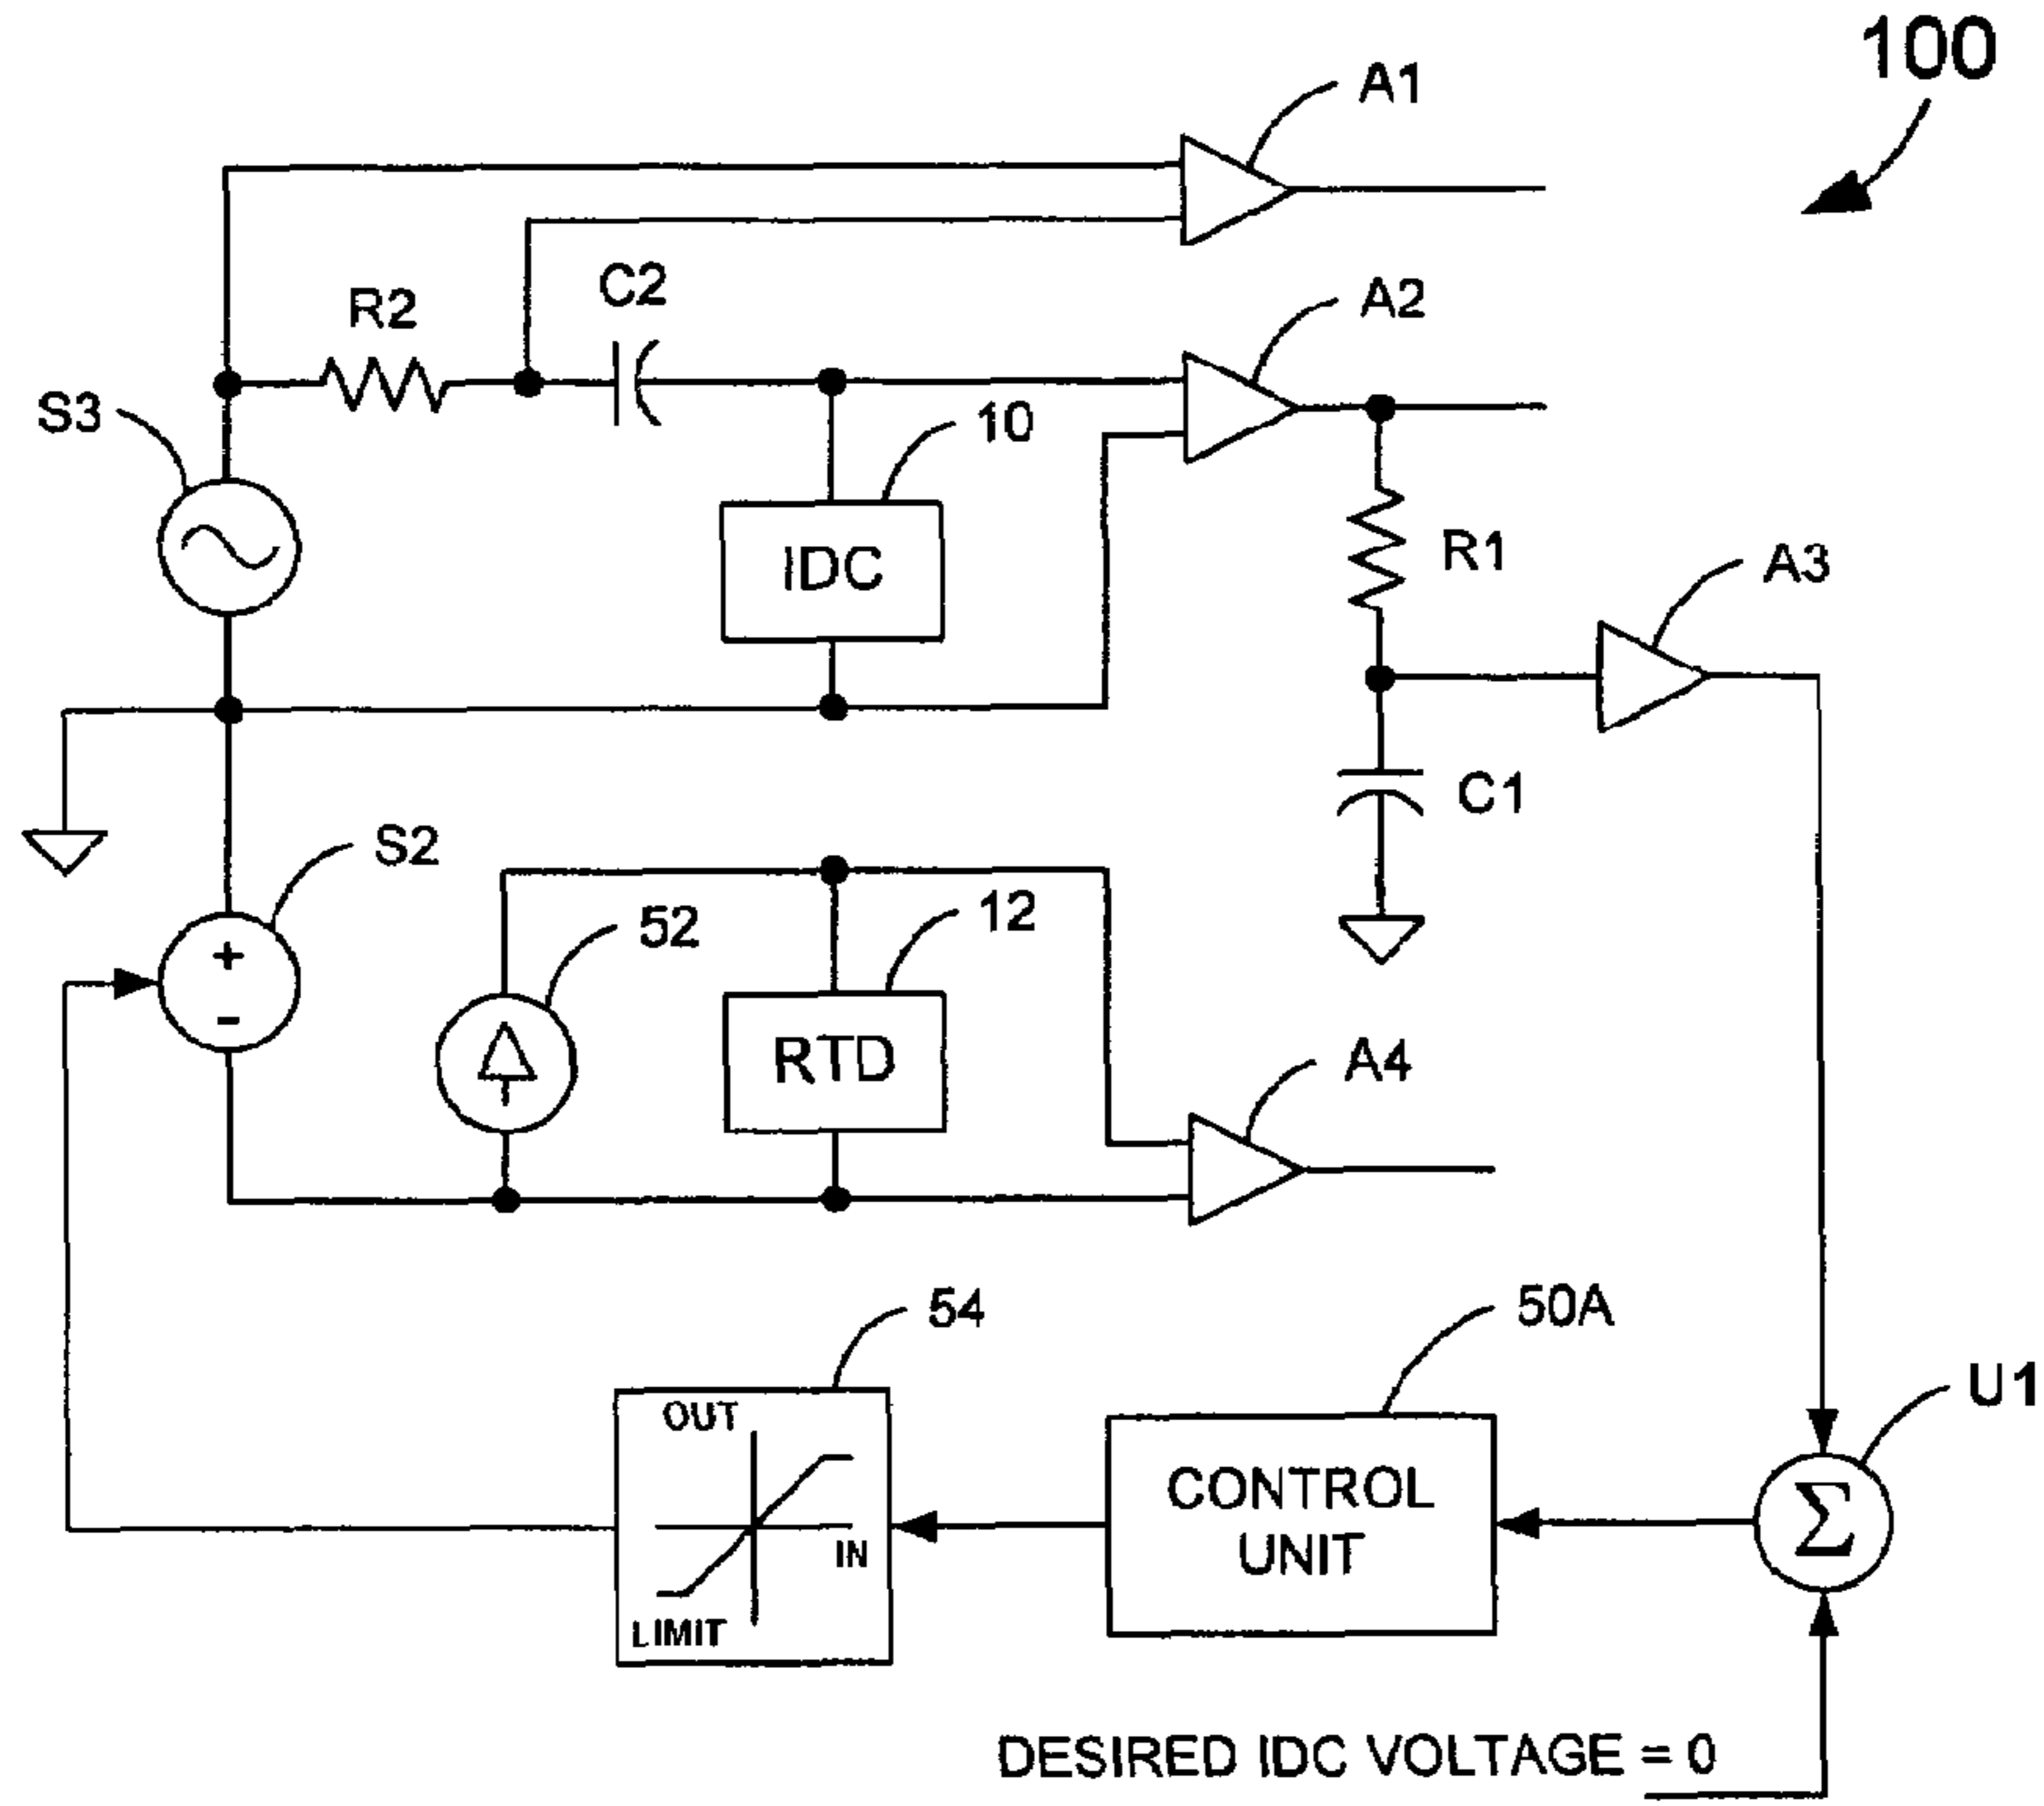 100
A1
C2
A2
R2
S3
10
IDC
R1
A3
C1
S2
52
12
RTD
A4
+
-
54
50A
U1
OUT
CONTROL
UNIT
Σ
IN
LIMIT
DESIRED IDC VOLTAGE = 0